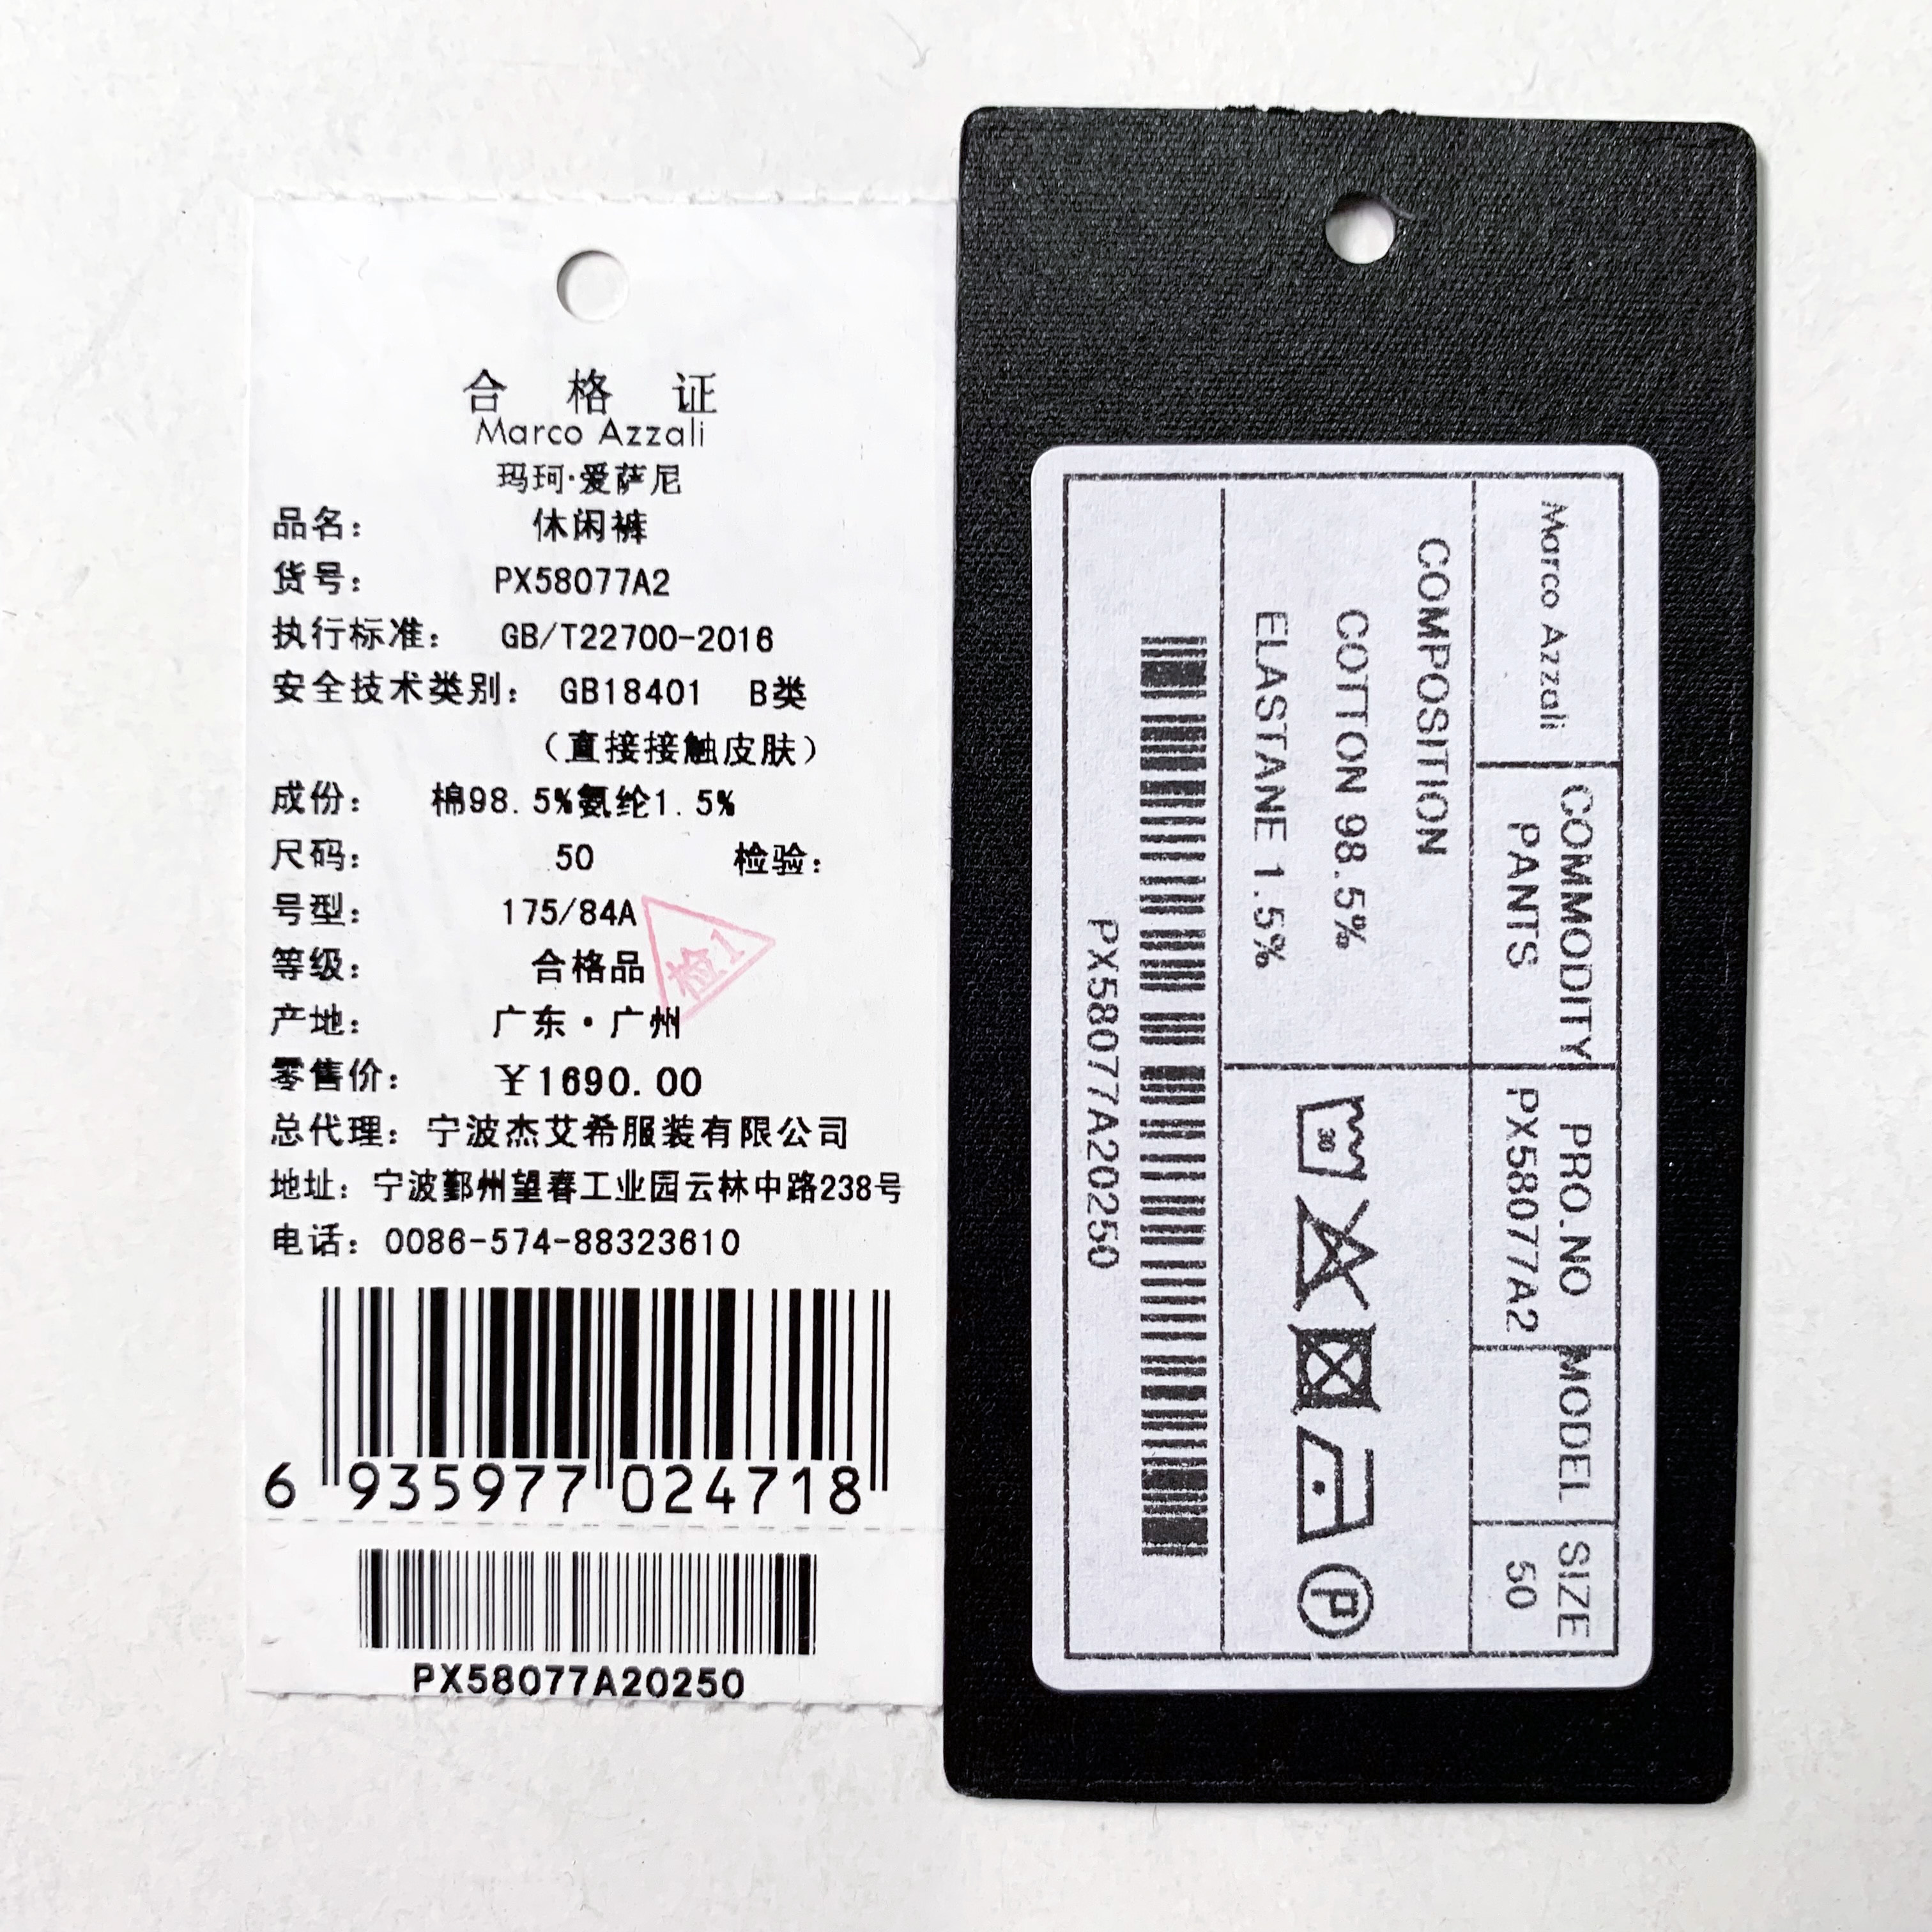 合 格 证
Marco Azzali
玛珂·爱萨尼
品名： 休闲裤
货号： PX58077A2
执行标准： GB/T22700-2016
安全技术类别： GB18401 B类
（直接接触皮肤）
成份： 棉98.5%氨纶1.5%
尺码： 50 检验：
号型： 175/84A
检1
等级： 合格品
产地： 广东·广州
零售价： ￥1690.00
总代理：宁波杰艾希服装有限公司
地址：宁波鄞州望春工业园云林中路238号
电话：0086-574-88323610
6 935977 024718
PX58077A20250
Marco Azzali
COMMODITY
PANTS
PRO.NO
PX58077A2
MODEL
SIZE
50
COMPOSITION
COTTON 98.5%
ELASTANE 1.5%
30
P
PX58077A20250